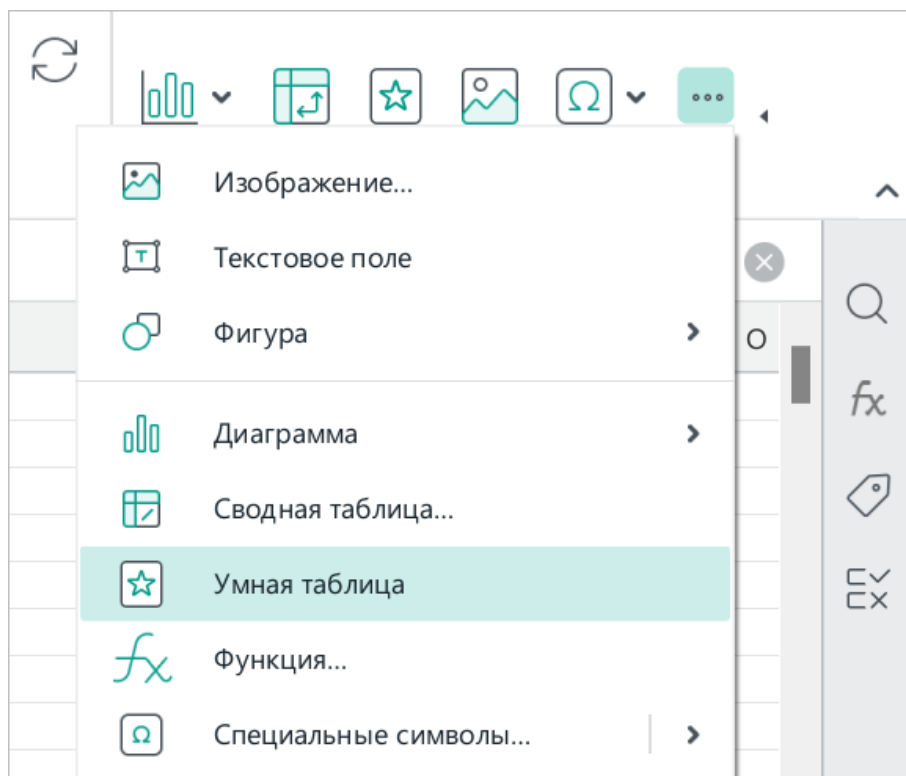 Изображение...
Текстовое поле
Фигура
O
Диаграмма
Сводная таблица...
Умная таблица
Функция...
Специальные символы...